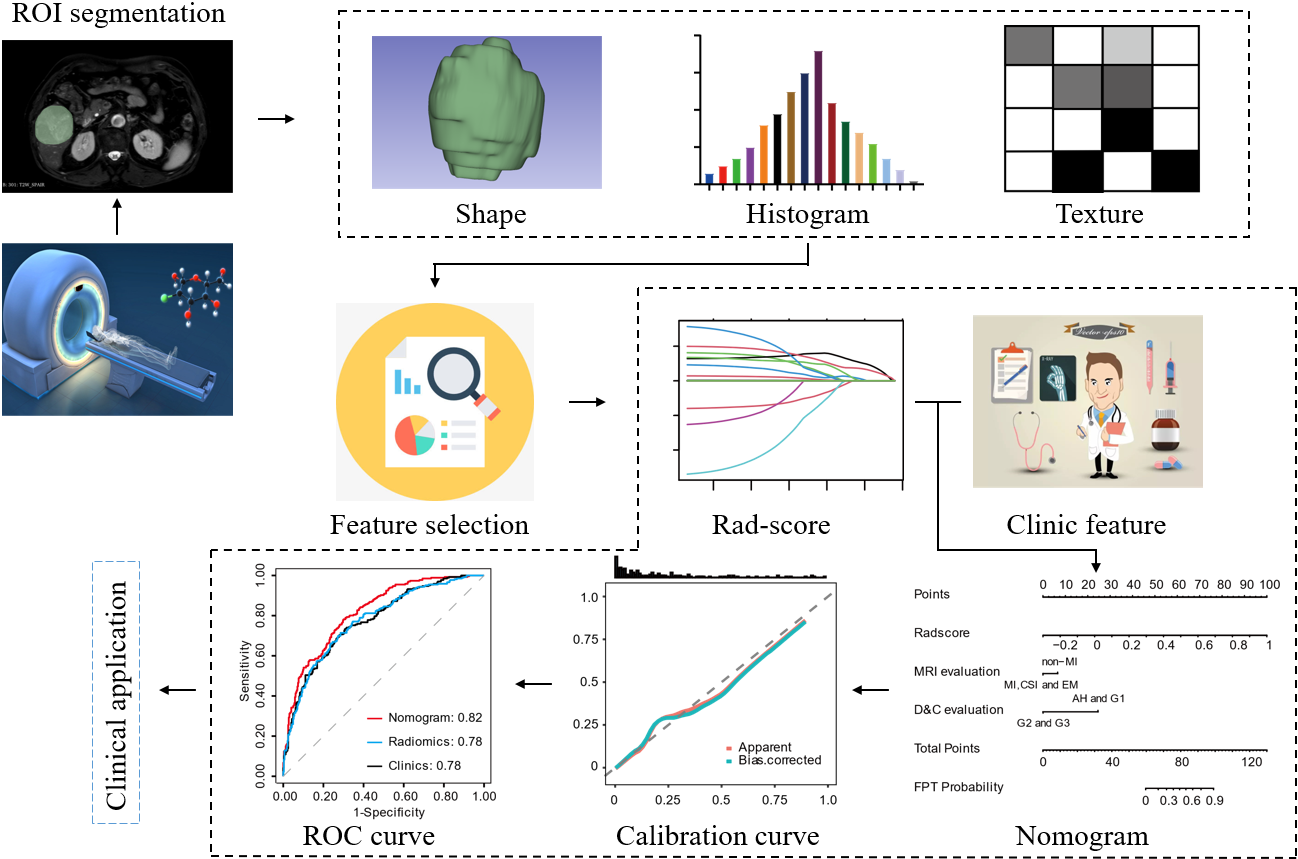 ROI segmentation
Shape
Histogram
Texture
Feature selection
Rad-score
Vector eps10
X-RAY
Clinic feature
Clinical application
1.00
0.80
0.60
0.40
0.20
0.00
Sensitivity
Nomogram: 0.82
Radiomics: 0.78
Clinics: 0.78
0.00 0.20 0.40 0.60 0.80 1.00
1-Specificity
ROC curve
1.0
0.75
0.50
0.25
0
Apparent
Bias.corrected
0 0.25 0.5 0.75 1.0
Calibration curve
Points
0 10 20 30 40 50 60 70 80 90 100
Radscore
−0.2 0 0.2 0.4 0.6 0.8 1
MRI evaluation
non−MI
MI,CSI and EM
D&C evaluation
AH and G1
G2 and G3
Total Points
0 40 80 120
FPT Probability
0 0.3 0.6 0.9
Nomogram